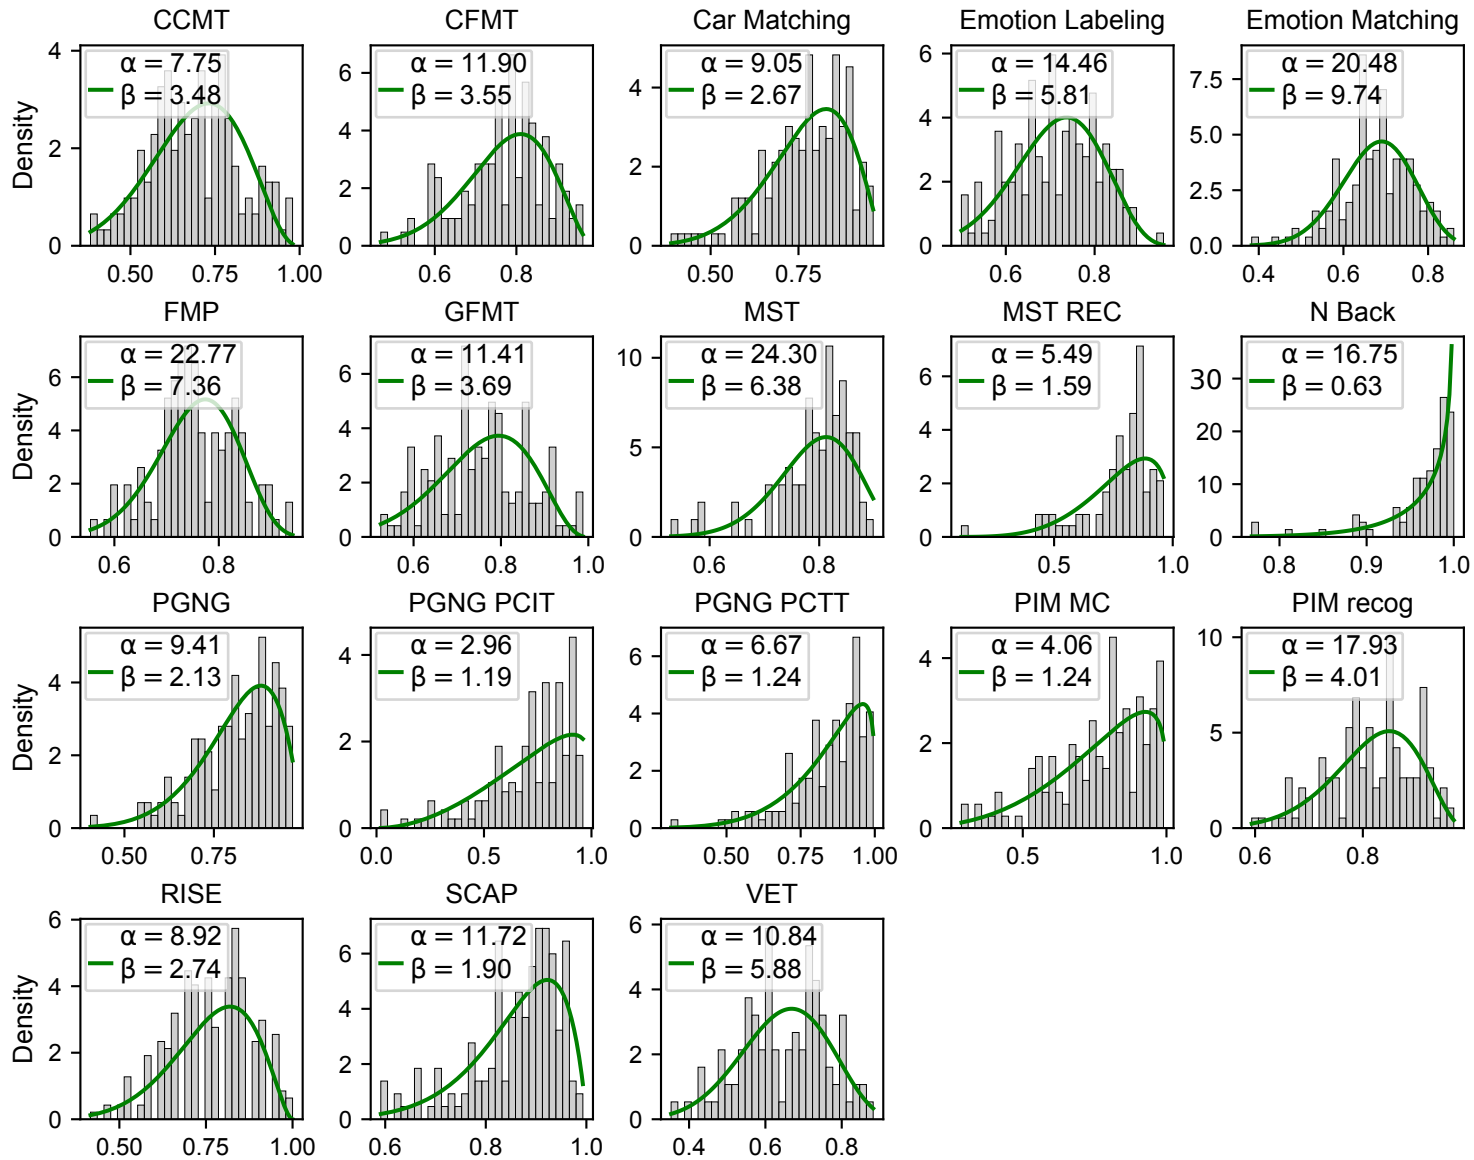 CCMT
CFMT
Car Matching
Emotion Labeling
Emotion Matching
α = 7.75
β = 3.48
α = 11.90
β = 3.55
α = 9.05
β = 2.67
α = 14.46
β = 5.81
α = 20.48
β = 9.74
Density
4
2
0
6
4
2
0
4
2
0
6
4
2
0
7.5
5.0
2.5
0.0
0.50 0.75 1.00
0.6 0.8
0.50 0.75
0.6 0.8
0.4 0.6 0.8
FMP
GFMT
MST
MST REC
N Back
α = 22.77
β = 7.36
α = 11.41
β = 3.69
α = 24.30
β = 6.38
α = 5.49
β = 1.59
α = 16.75
β = 0.63
Density
6
4
2
0
6
4
2
0
10
5
0
6
4
2
0
30
20
10
0
0.6 0.8
0.6 0.7 0.8 0.9 1.0
0.6 0.8
0.5 1.0
0.8 0.9 1.0
PGNG
PGNG PCIT
PGNG PCTT
PIM MC
PIM recog
α = 9.41
β = 2.13
α = 2.96
β = 1.19
α = 6.67
β = 1.24
α = 4.06
β = 1.24
α = 17.93
β = 4.01
Density
4
2
0
4
2
0
6
4
2
0
4
2
0
10
5
0
0.50 0.75
0.0 0.5 1.0
0.50 0.75 1.00
0.5 1.0
0.6 0.8
RISE
SCAP
VET
α = 8.92
β = 2.74
α = 11.72
β = 1.90
α = 10.84
β = 5.88
Density
6
4
2
0
6
4
2
0
6
4
2
0
0.50 0.75 1.00
0.6 0.8 1.0
0.4 0.6 0.8